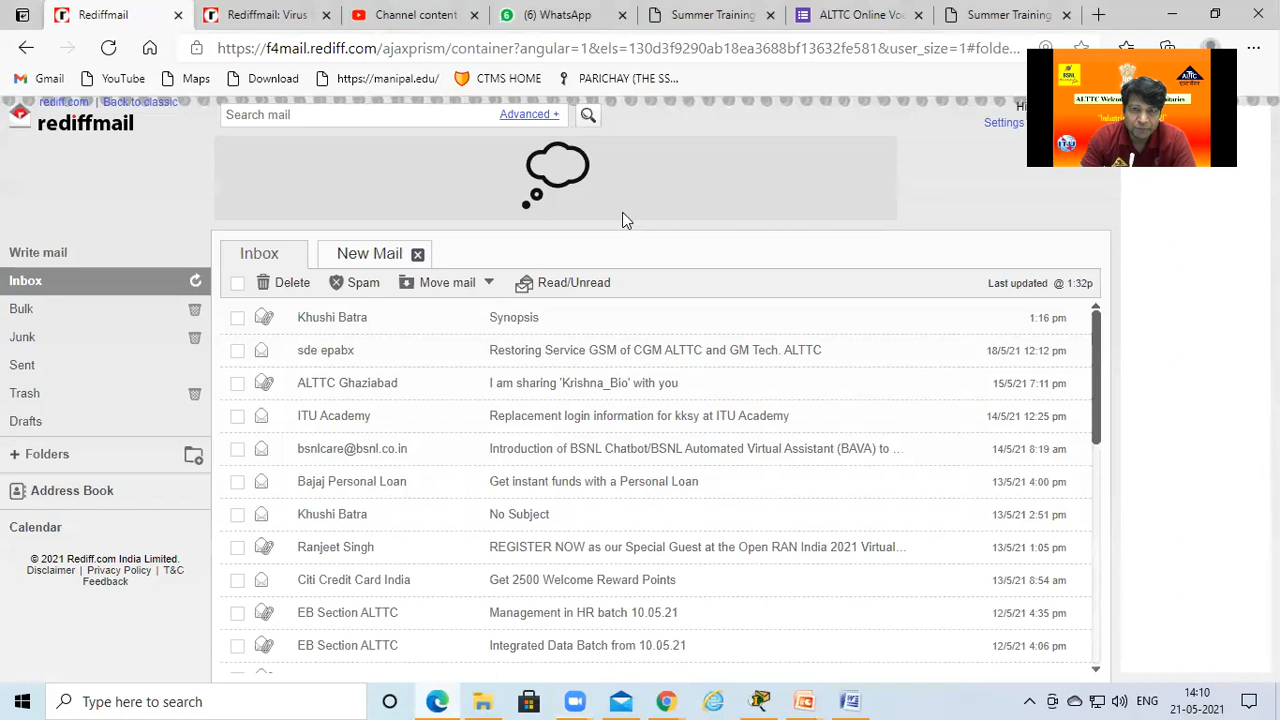 rediff
rediff
Content
ALTTC
Summer Training
ALTTC Voc
Summer Training
https://f4mail.rediff.com/ajaxprism/container?angular=1&els=130d3f9290ab18ea3688bf13632fe581&user_size=1#folde...
Gmail YouTube Maps Download https://manipal.edu/ CTMS HOME PARICHAY (THE SS...
rediff.com | Back to classic
rediffmail
Search mail Advanced +
Hi
Settings
BSNL
ALTTC
ALTTC Welcomes
ITU
Write mail
Inbox
Bulk
Junk
Sent
Trash
Drafts
+ Folders
Address Book
Calendar
© 2021 Rediff.com India Limited.
Disclaimer | Privacy Policy | T&C
Feedback
Inbox New Mail
Delete Spam Move mail Read/Unread Last updated @ 1:32p
Khushi Batra Synopsis 1:16 pm
sde epabx Restoring Service GSM of CGM ALTTC and GM Tech. ALTTC 18/5/21 12:12 pm
ALTTC Ghaziabad I am sharing 'Krishna_Bio' with you 15/5/21 7:11 pm
ITU Academy Replacement login information for kksy at ITU Academy 14/5/21 12:25 pm
bsnlcare@bsnl.co.in Introduction of BSNL Chatbot/BSNL Automated Virtual Assistant (BAVA) to ... 14/5/21 8:19 am
Bajaj Personal Loan Get instant funds with a Personal Loan 13/5/21 4:00 pm
Khushi Batra No Subject 13/5/21 2:51 pm
Ranjeet Singh REGISTER NOW as our Special Guest at the Open RAN India 2021 Virtual... 13/5/21 1:05 pm
Citi Credit Card India Get 2500 Welcome Reward Points 13/5/21 8:54 am
EB Section ALTTC Management in HR batch 10.05.21 12/5/21 4:35 pm
EB Section ALTTC Integrated Data Batch from 10.05.21 12/5/21 4:06 pm
Type here to search
ENG
14:10
21-05-2021